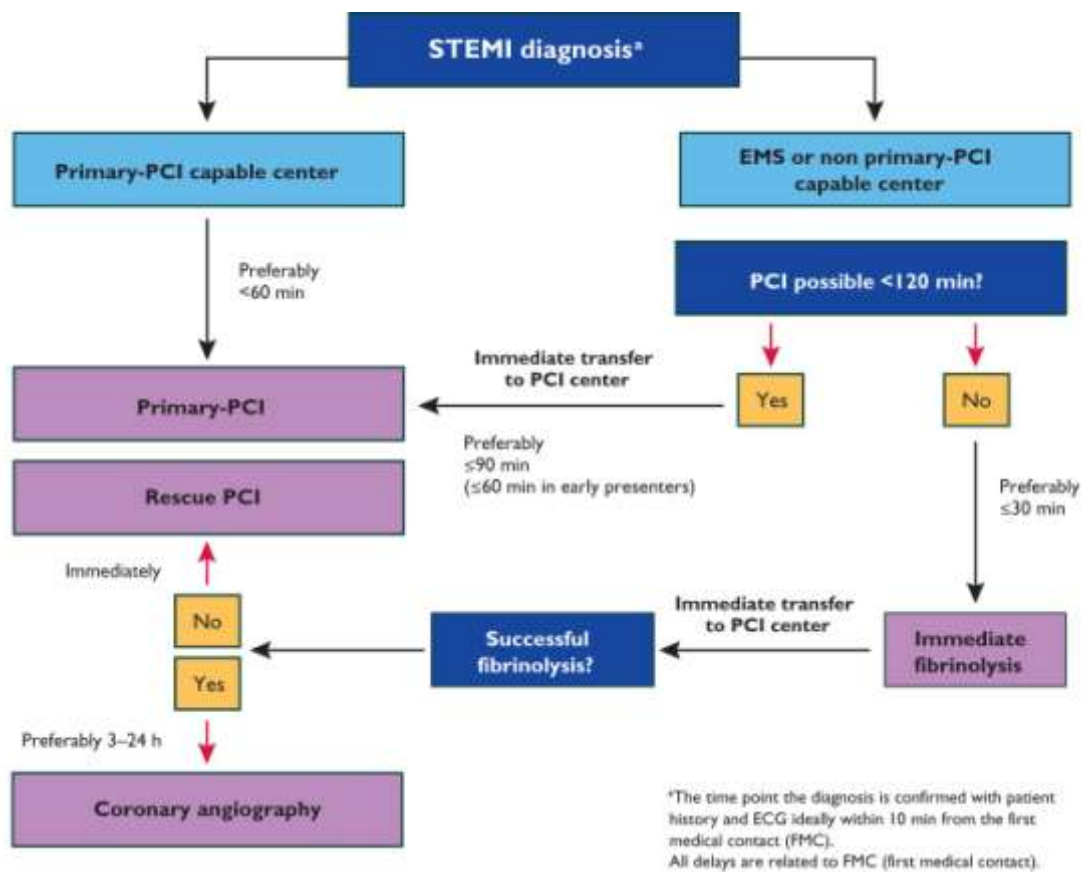 STEMI diagnosisª
Primary-PCI capable center
EMS or non primary-PCI
capable center
Preferably
<60 min
PCI possible <120 min?
Immediate transfer
to PCI center
Yes
No
Primary-PCI
Preferably
≤90 min
(≤60 min in early presenters)
Preferably
≤30 min
Rescue PCI
Immediately
No
Yes
Successful
fibrinolysis?
Immediate transfer
to PCI center
Immediate
fibrinolysis
Preferably 3–24 h
Coronary angiography
ªThe time point the diagnosis is confirmed with patient
history and ECG ideally within 10 min from the first
medical contact (FMC).
All delays are related to FMC (first medical contact).